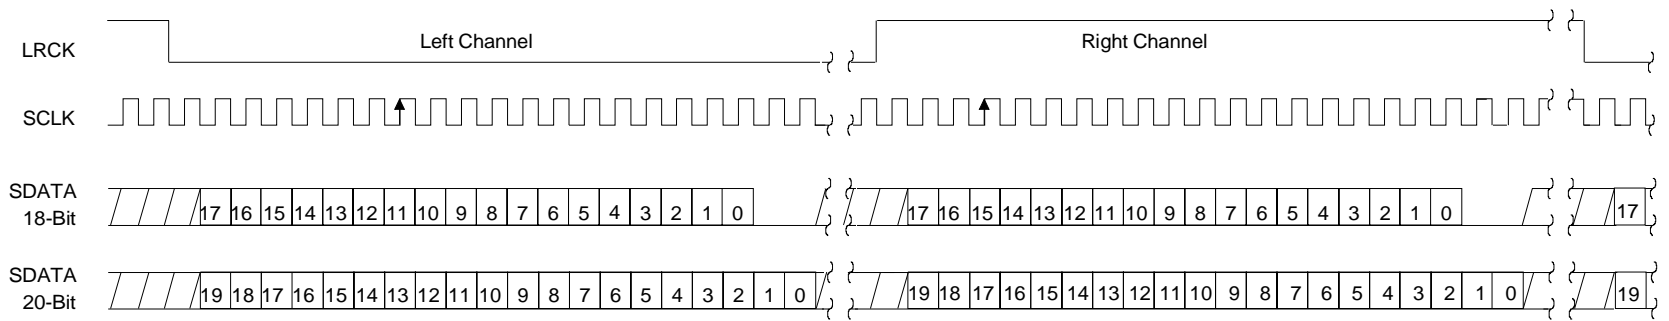 LRCK Left Channel Right Channel
SCLK
SDATA
18-Bit 17 16 15 14 13 12 11 10 9 8 7 6 5 4 3 2 1 0 17 16 15 14 13 12 11 10 9 8 7 6 5 4 3 2 1 0 17
SDATA
20-Bit 19 18 17 16 15 14 13 12 11 10 9 8 7 6 5 4 3 2 1 0 19 18 17 16 15 14 13 12 11 10 9 8 7 6 5 4 3 2 1 0 19